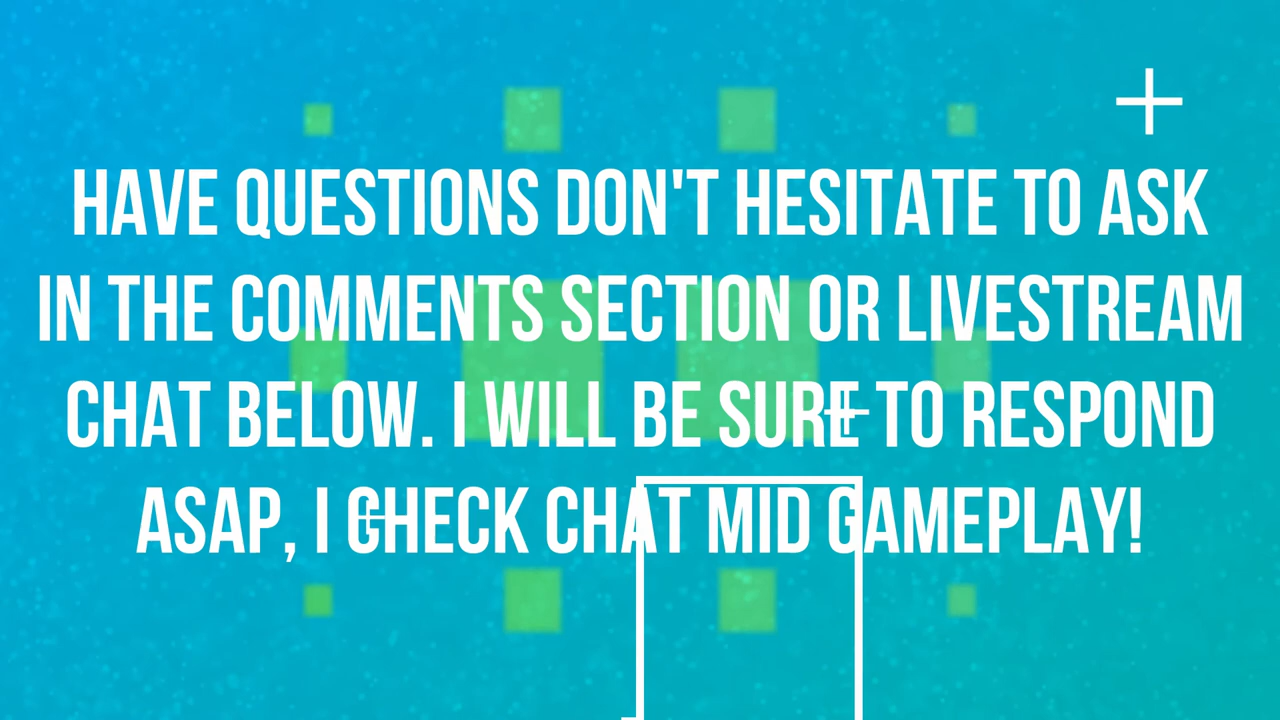 HAVE QUESTIONS DON'T HESITATE TO ASK
IN THE COMMENTS SECTION OR LIVESTREAM
CHAT BELOW. I WILL BE SURE TO RESPOND
ASAP, I CHECK CHAT MID GAMEPLAY!